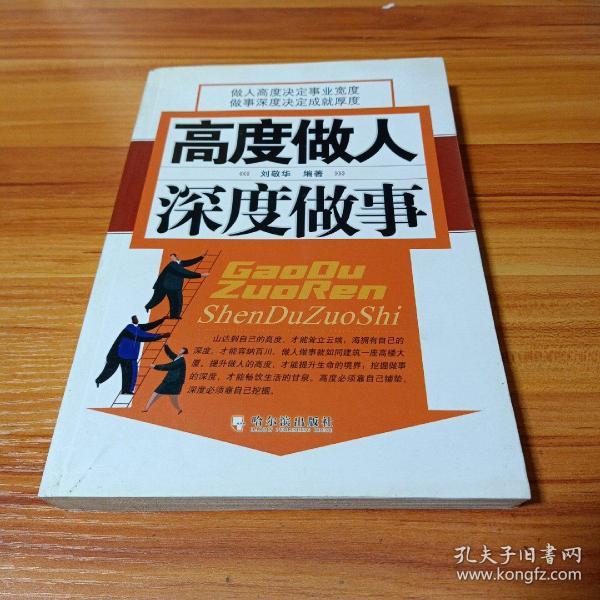 做人高度决定事业宽度
做事深度决定成就厚度
高度做人
««« 刘敬华 编著 »»»
深度做事
GaoDu
ZuoRen
ShenDuZuoShi
山达到自己的高度，才能耸立云端，海拥有自己的
深度，才能容纳百川。做人做事就如同建筑一座高楼大
厦。提升做人的高度，才能提升生命的境界，挖掘做事
的深度，才能畅饮生活的甘泉。高度必须靠自己铺垫，
深度必须靠自己挖掘。
哈尔滨出版社
HARBIN PUBLISHING HOUSE
孔夫子旧书网
www.kongfz.com